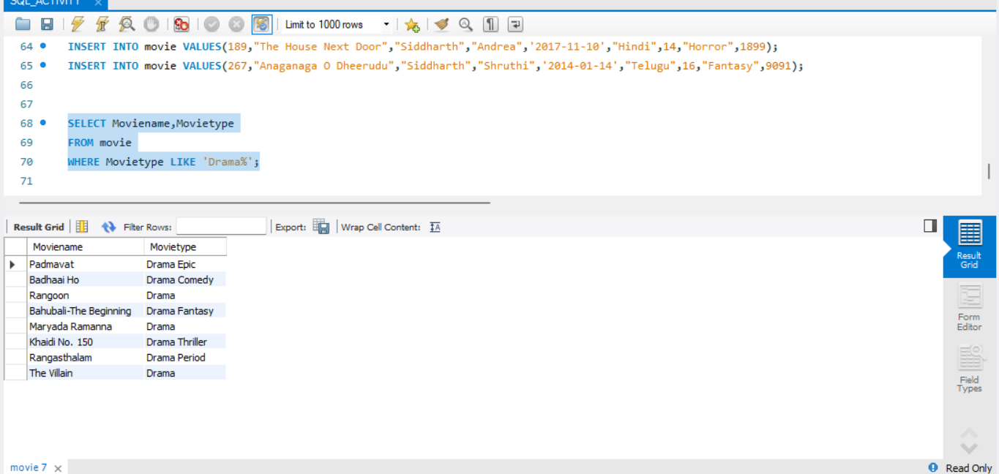 SQL_ACTIVITY ×
Limit to 1000 rows
64 INSERT INTO movie VALUES(189,"The House Next Door","Siddharth","Andrea",'2017-11-10',"Hindi",14,"Horror",1899);
65 INSERT INTO movie VALUES(267,"Anaganaga O Dheerudu","Siddharth","Shruthi",'2014-01-14',"Telugu",16,"Fantasy",9091);
66
67
68 SELECT Moviename,Movietype
69 FROM movie
70 WHERE Movietype LIKE 'Drama%';
71
Result Grid Filter Rows: Export: Wrap Cell Content: IA
Moviename Movietype
Padmavat Drama Epic
Badhaai Ho Drama Comedy
Rangoon Drama
Bahubali-The Beginning Drama Fantasy
Maryada Ramanna Drama
Khaidi No. 150 Drama Thriller
Rangasthalam Drama Period
The Villain Drama
Result
Grid
Form
Editor
Field
Types
movie 7 × Read Only